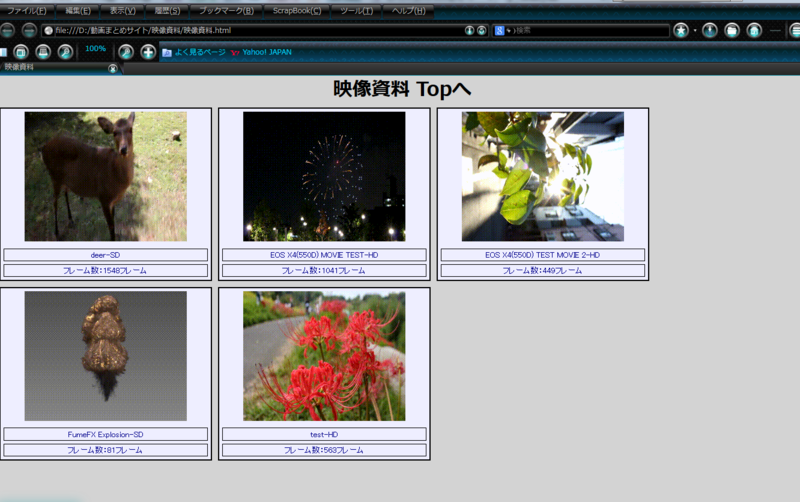 ファイル(F) 編集(E) 表示(V) 履歴(S) ブックマーク(B) ScrapBook(C) ツール(T) ヘルプ(H)
file:///D:/動画まとめサイト/映像資料/映像資料.html
検索
100%
よく見るページ Yahoo! JAPAN
映像資料
映像資料 Topへ
deer-SD
フレーム数:1548フレーム
EOS X4(550D) MOVIE TEST-HD
フレーム数:1041フレーム
EOS X4(550D) TEST MOVIE 2-HD
フレーム数:449フレーム
FumeFX Explosion-SD
フレーム数:81フレーム
test-HD
フレーム数:563フレーム